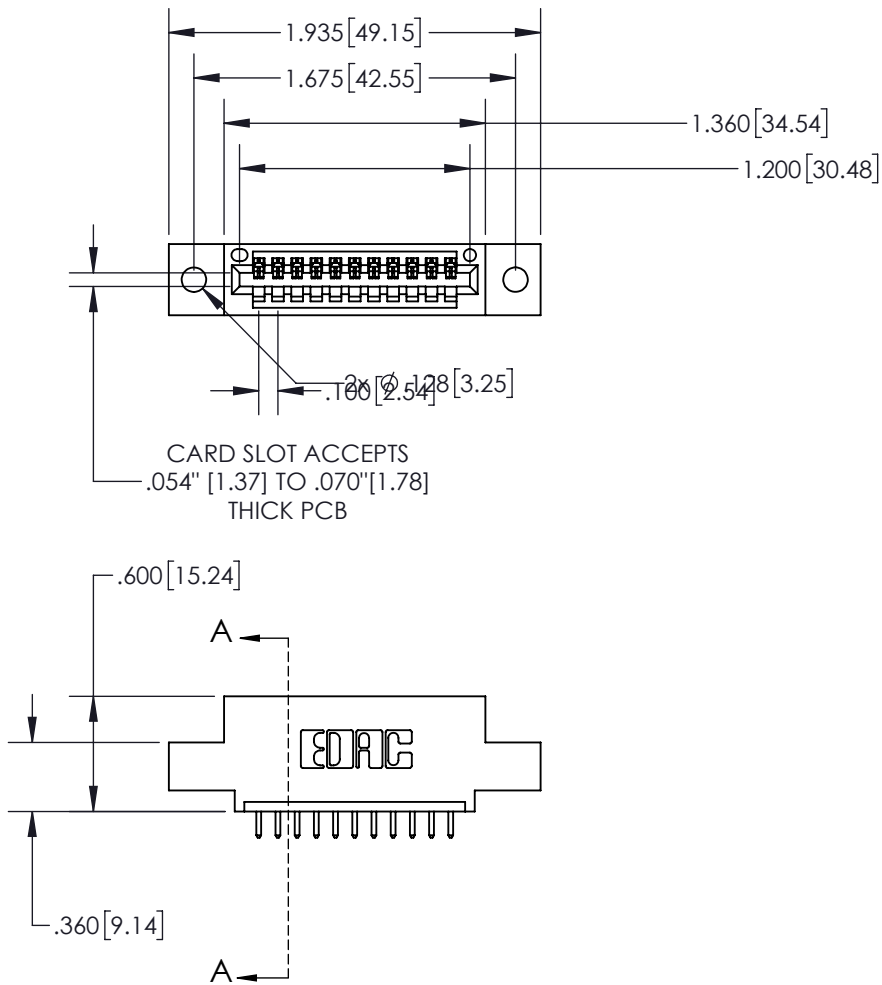 1.935[49.15]
1.675[42.55]
1.360[34.54]
1.200[30.48]
2x ∅ .128[3.25]
.100[2.54]
CARD SLOT ACCEPTS
.054" [1.37] TO .070"[1.78]
THICK PCB
.600[15.24]
A
EDAC
.360[9.14]
A